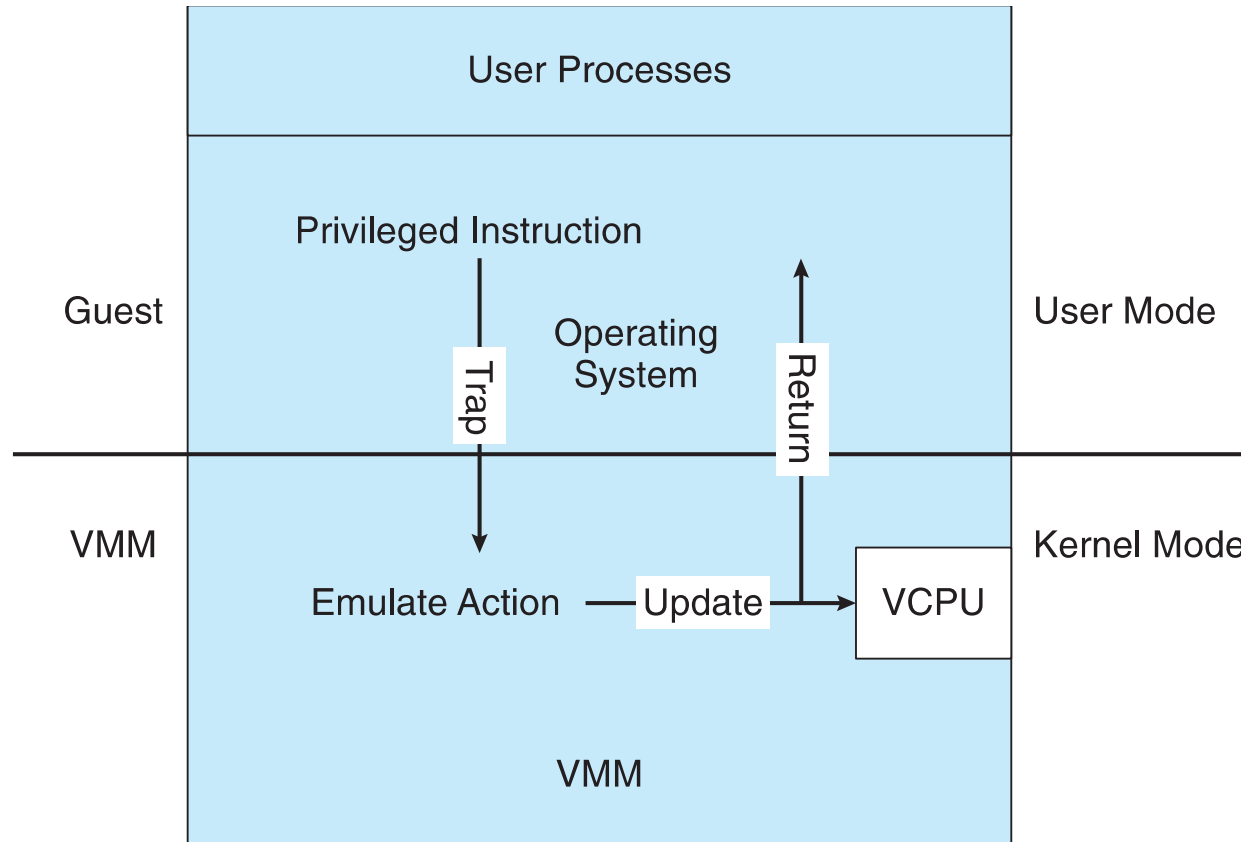 User Processes
Privileged Instruction
Guest
User Mode
Operating
System
Trap
Return
VMM
Kernel Mode
Emulate Action
Update
VCPU
VMM